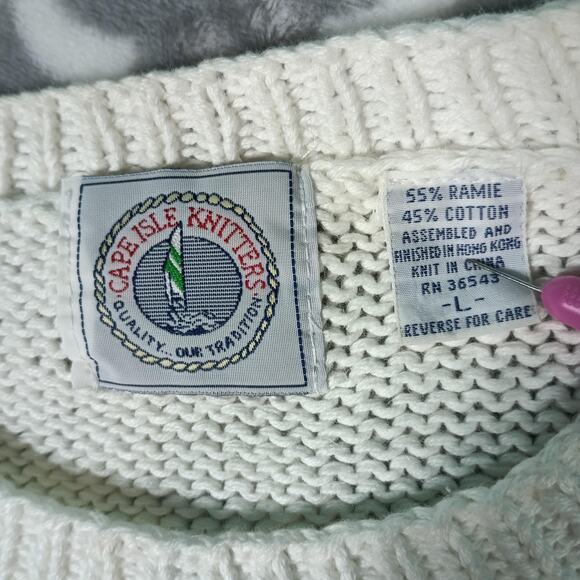 CAPE ISLE KNITTERS
QUALITY... OUR TRADITION
55% RAMIE
45% COTTON
ASSEMBLED AND
FINISHED IN HONG KONG
KNIT IN CHINA
RN 36543
-L-
REVERSE FOR CARE